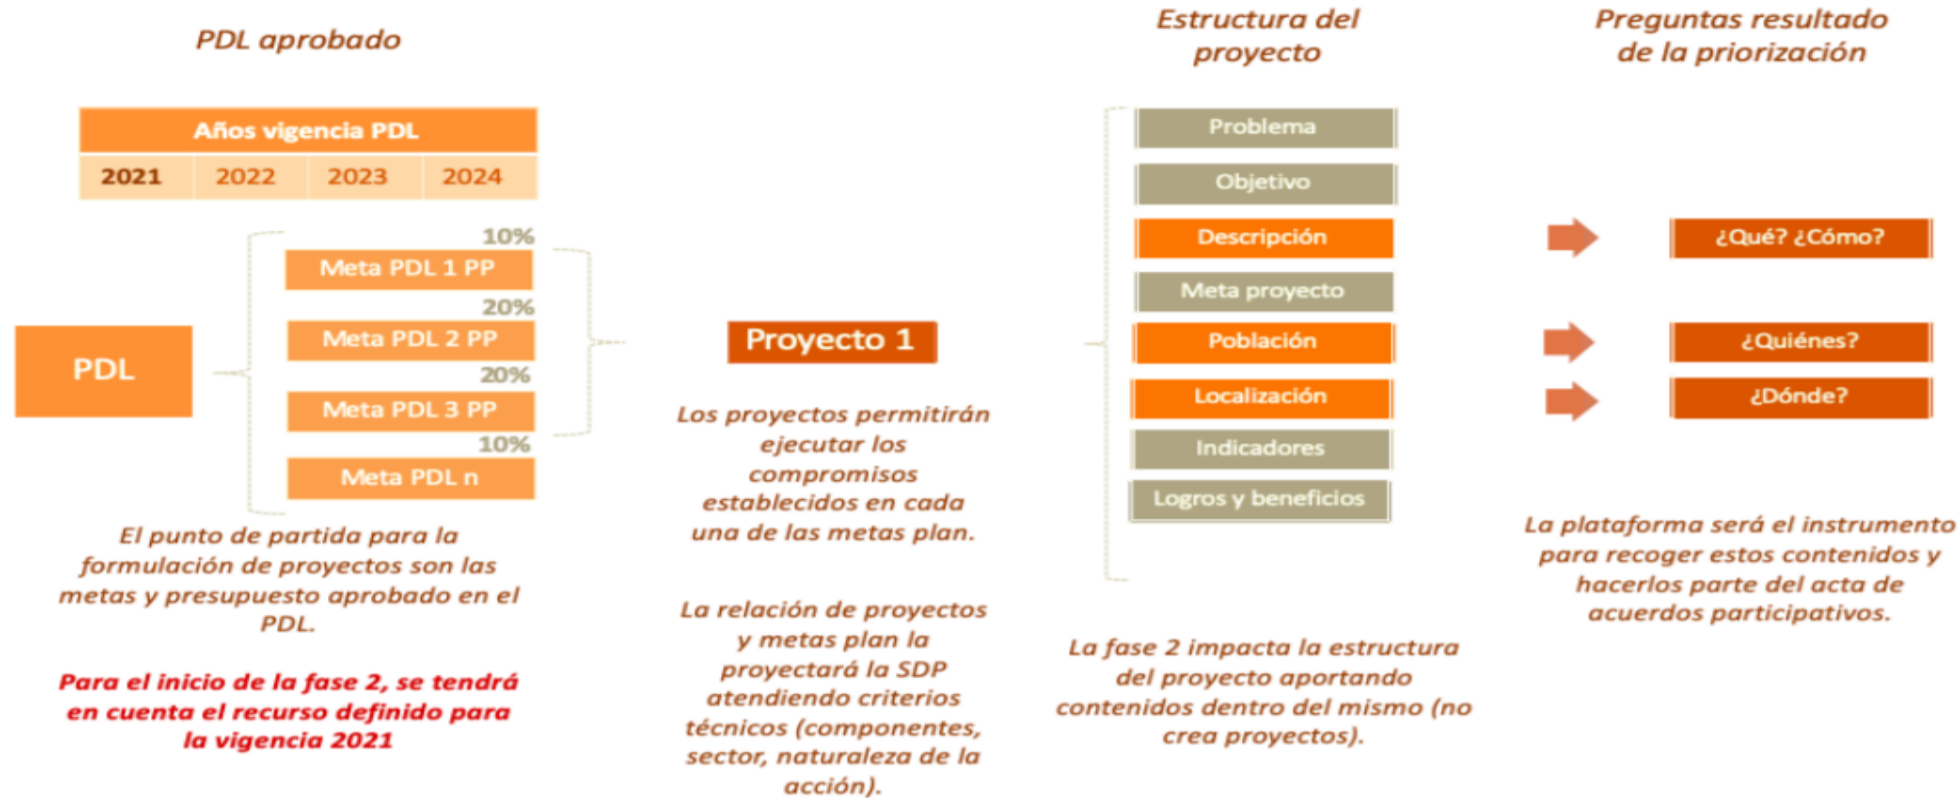 PDL aprobado
Años vigencia PDL
2021 2022 2023 2024
PDL
10%
Meta PDL 1 PP
20%
Meta PDL 2 PP
20%
Meta PDL 3 PP
10%
Meta PDL n
El punto de partida para la
formulación de proyectos son las
metas y presupuesto aprobado en el
PDL.
Para el inicio de la fase 2, se tendrá
en cuenta el recurso definido para
la vigencia 2021
Proyecto 1
Los proyectos permitirán
ejecutar los
compromisos
establecidos en cada
una de las metas plan.
La relación de proyectos
y metas plan la
proyectará la SDP
atendiendo criterios
técnicos (componentes,
sector, naturaleza de la
acción).
Estructura del
proyecto
Problema
Objetivo
Descripción
Meta proyecto
Población
Localización
Indicadores
Logros y beneficios
La fase 2 impacta la estructura
del proyecto aportando
contenidos dentro del mismo (no
crea proyectos).
Preguntas resultado
de la priorización
¿Qué? ¿Cómo?
¿Quiénes?
¿Dónde?
La plataforma será el instrumento
para recoger estos contenidos y
hacerlos parte del acta de
acuerdos participativos.